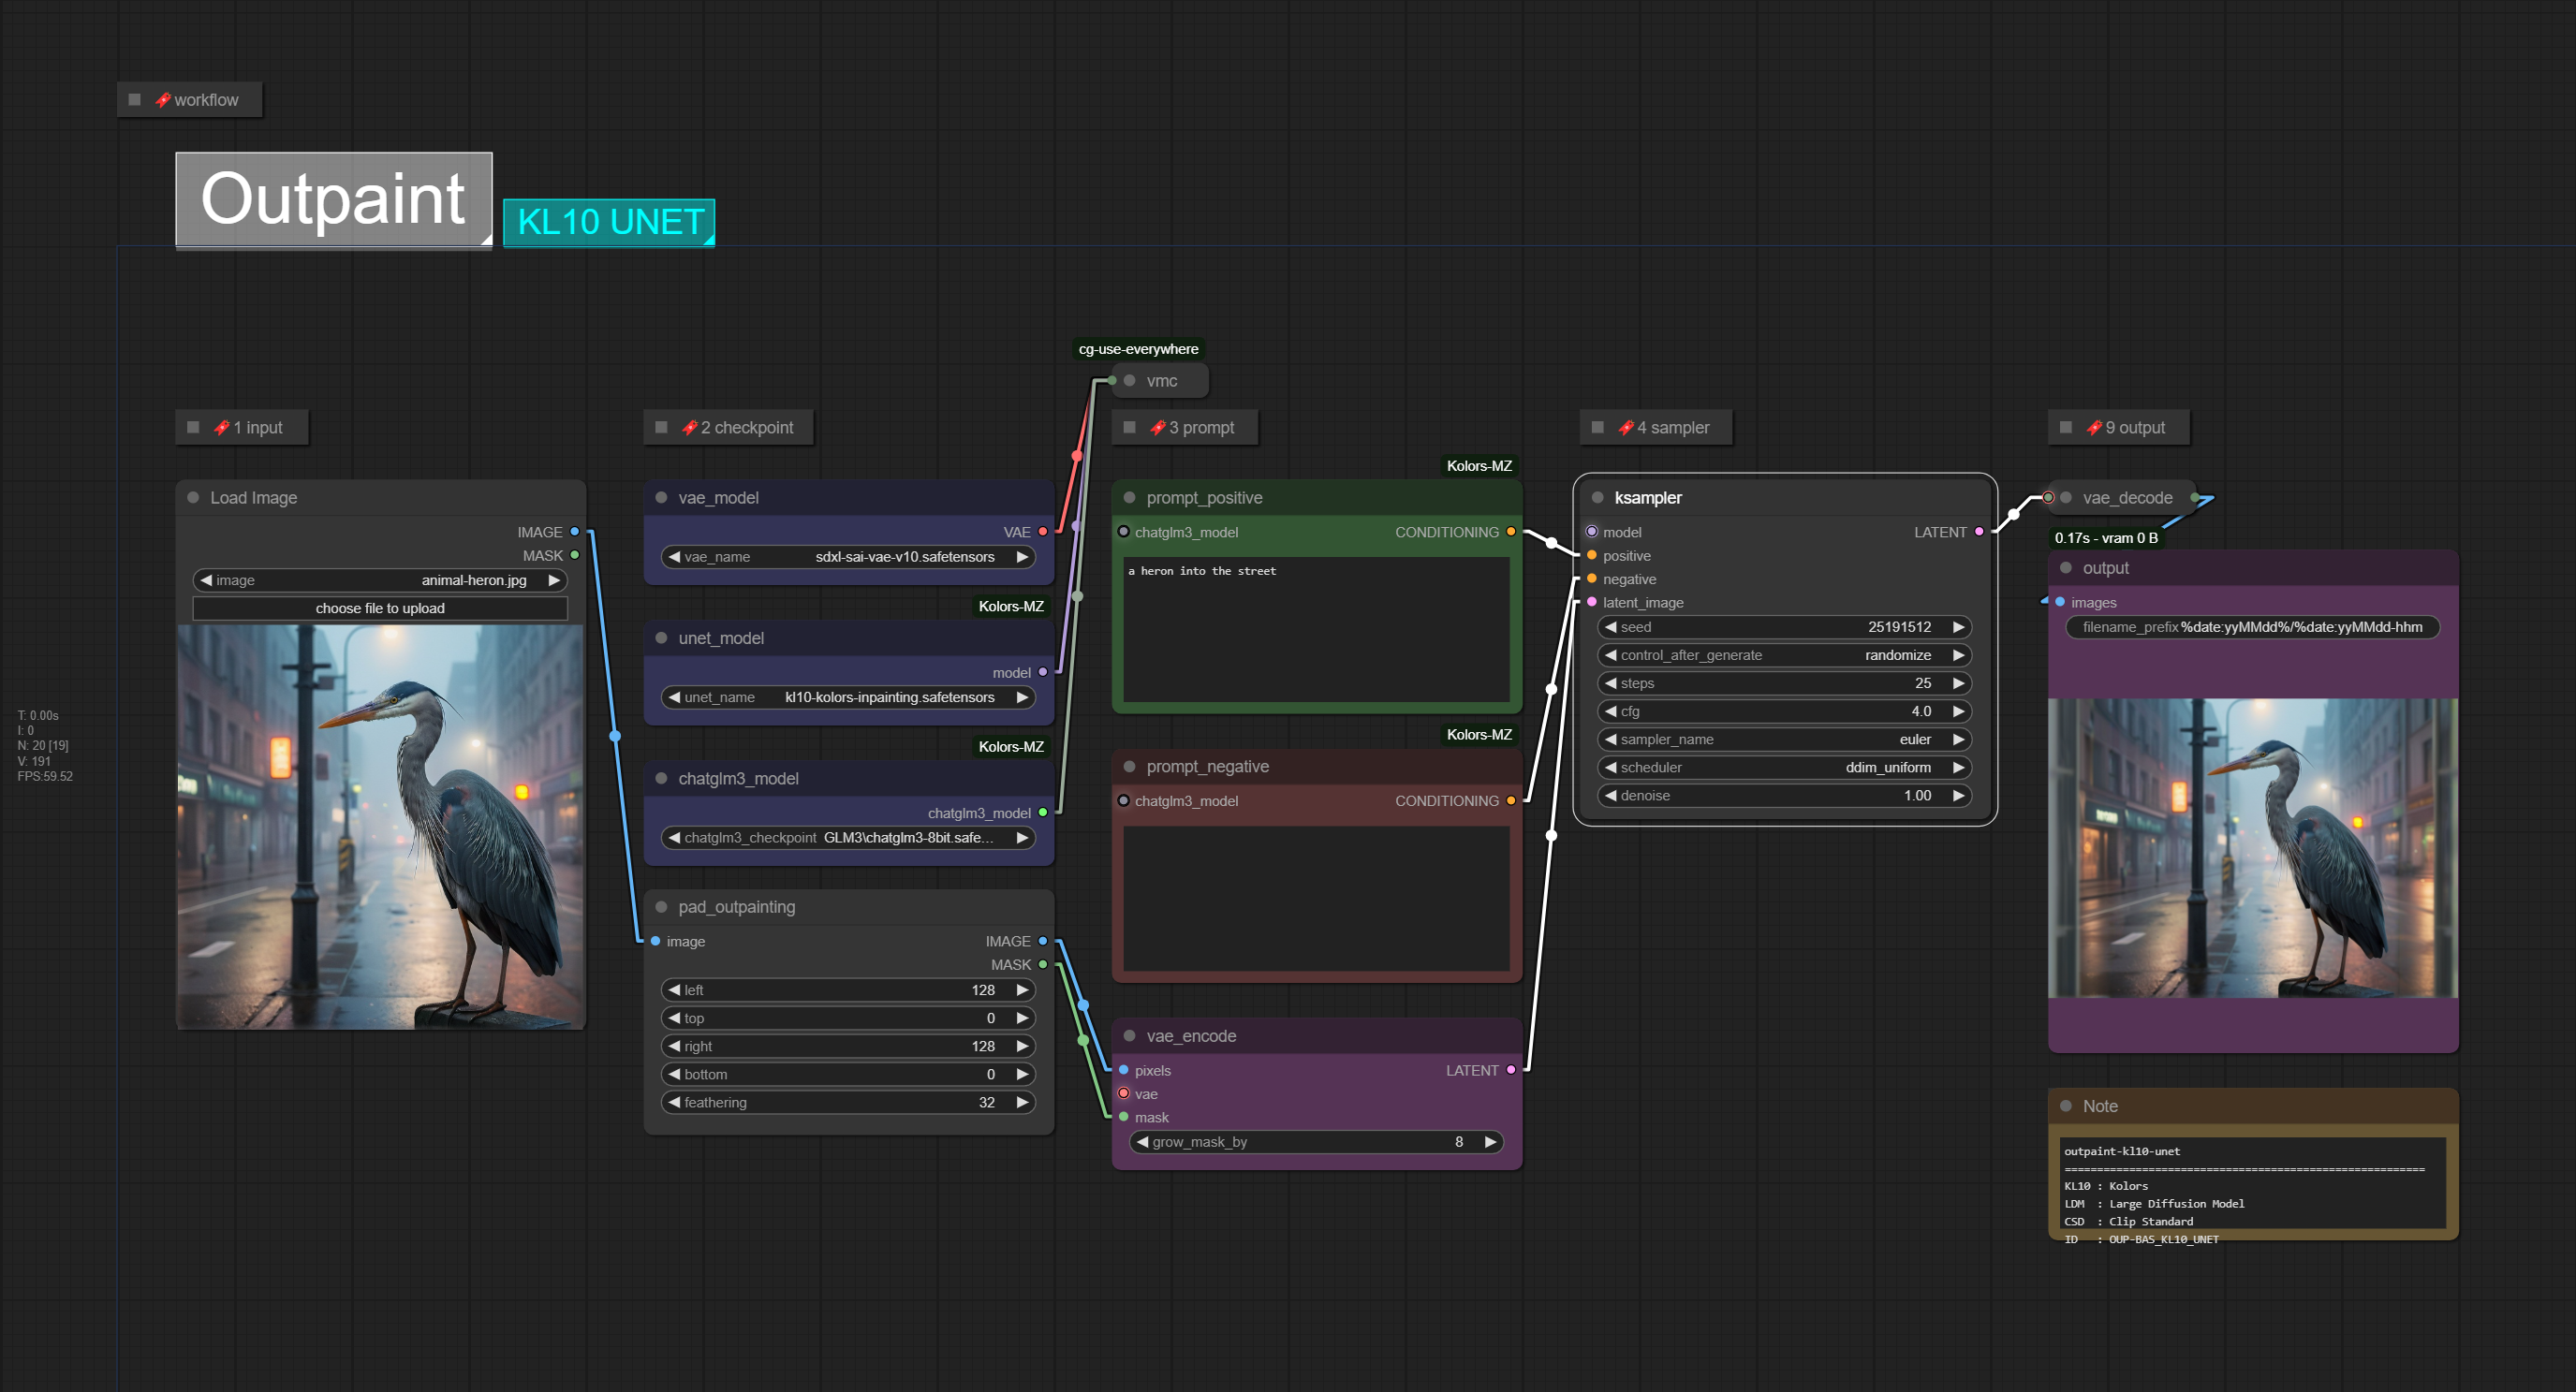 workflow
Outpaint
KL10 UNET
cg-use-everywhere
vmc
1 input
2 checkpoint
3 prompt
4 sampler
9 output
Load Image
IMAGE
MASK
image animal-heron.jpg
choose file to upload
T: 0.00s
I: 0
N: 20 [19]
V: 191
FPS:59.52
vae_model
VAE
vae_name sdxl-sai-vae-v10.safetensors
Kolors-MZ
unet_model
model
unet_name kl10-kolors-inpainting.safetensors
Kolors-MZ
chatglm3_model
chatglm3_model
chatglm3_checkpoint GLM3\chatglm3-8bit.safe...
pad_outpainting
image IMAGE
MASK
left 128
top 0
right 128
bottom 0
feathering 32
Kolors-MZ
prompt_positive
chatglm3_model CONDITIONING
a heron into the street
Kolors-MZ
prompt_negative
chatglm3_model CONDITIONING
vae_encode
pixels LATENT
vae
mask
grow_mask_by 8
ksampler
model LATENT
positive
negative
latent_image
seed 25191512
control_after_generate randomize
steps 25
cfg 4.0
sampler_name euler
scheduler ddim_uniform
denoise 1.00
vae_decode
0.17s - vram 0 B
output
images
filename_prefix %date:yyMMdd%/%date:yyMMdd-hhm
Note
outpaint-kl10-unet
========================================================
KL10 : Kolors
LDM : Large Diffusion Model
CSD : Clip Standard
ID : OUP-BAS_KL10_UNET